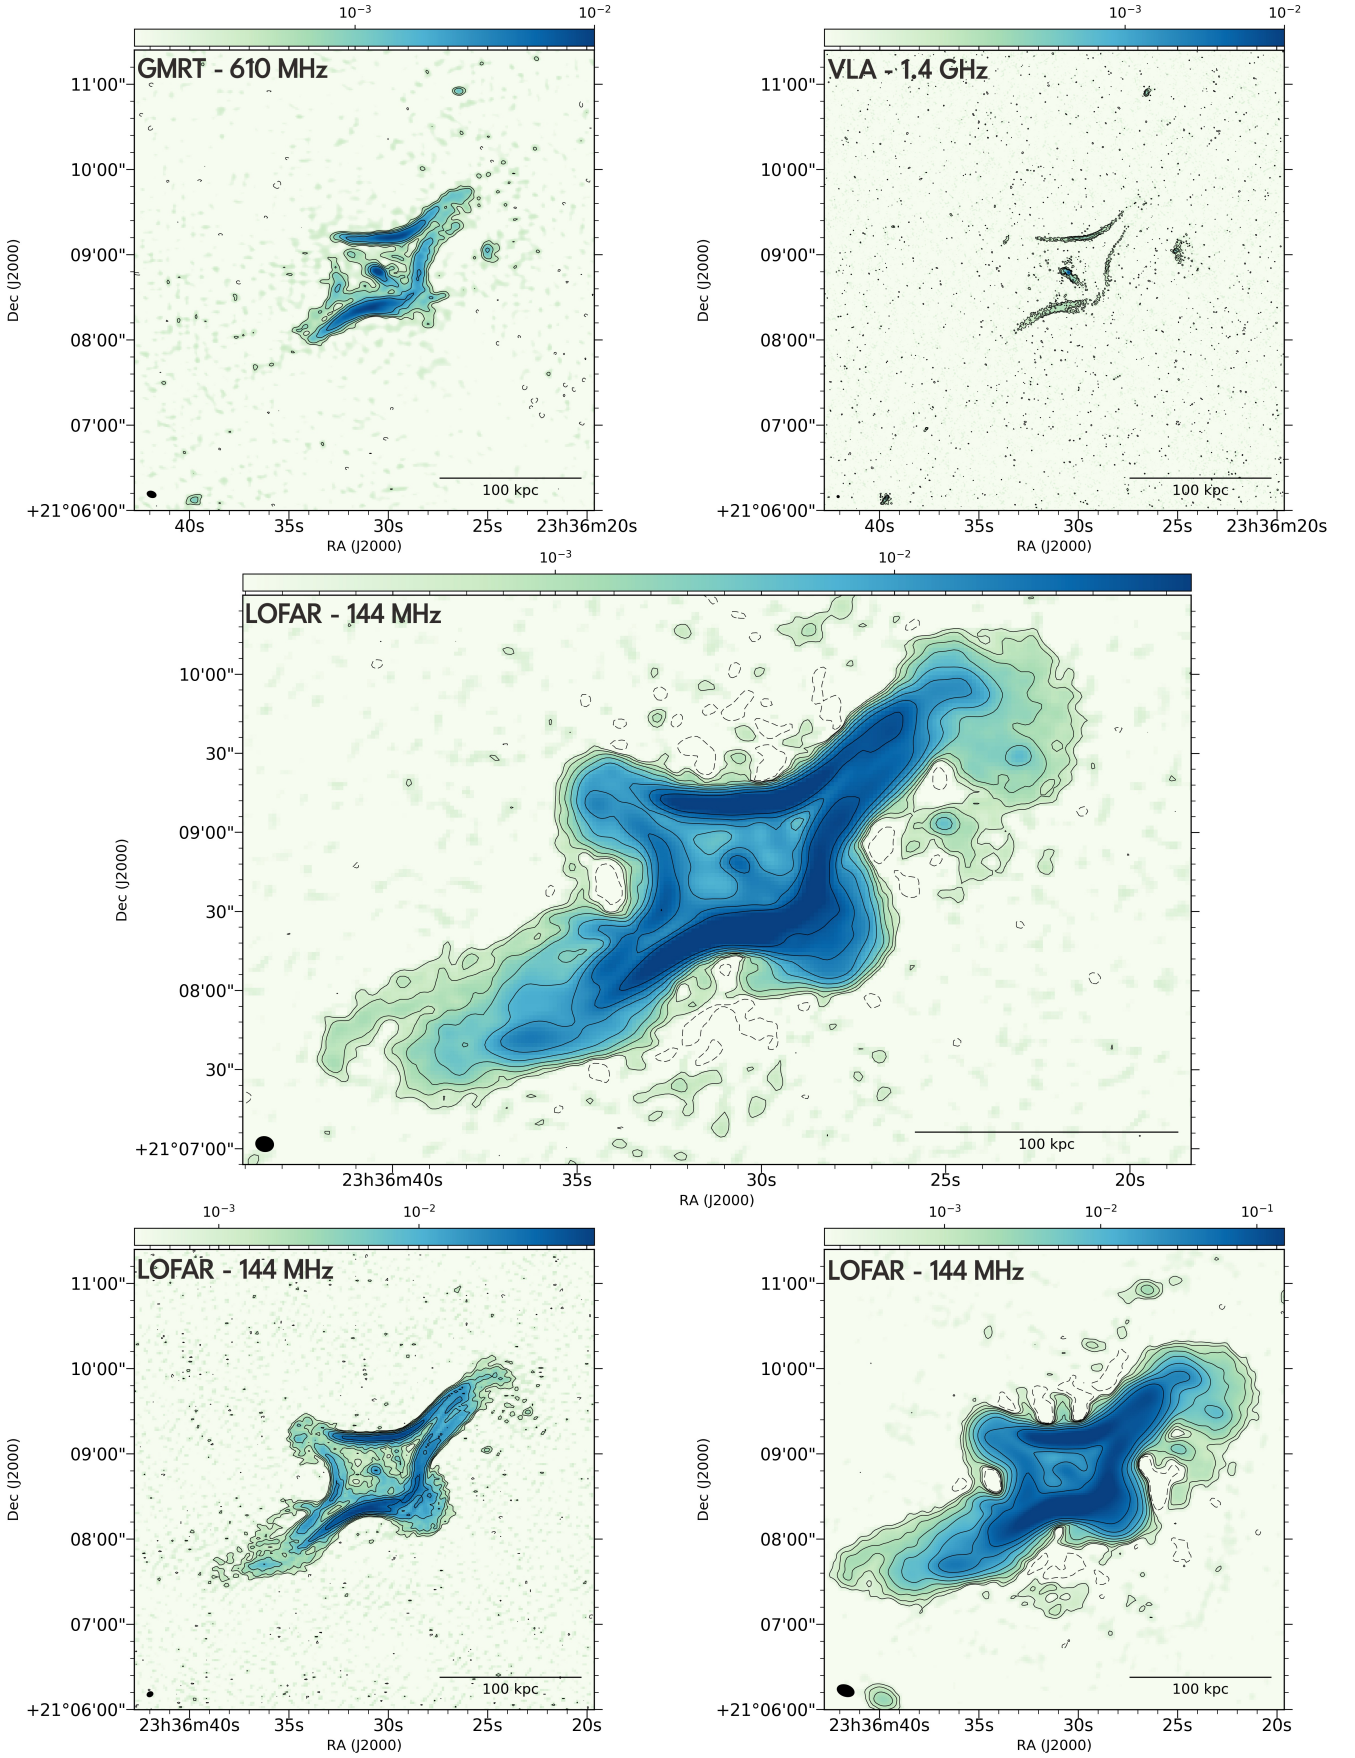 10⁻³ 10⁻²
GMRT - 610 MHz
11'00"
10'00"
09'00"
08'00"
07'00"
+21°06'00"
Dec (J2000)
100 kpc
40s 35s 30s 25s 23h36m20s
RA (J2000)
10⁻³ 10⁻²
VLA - 1.4 GHz
11'00"
10'00"
09'00"
08'00"
07'00"
+21°06'00"
Dec (J2000)
100 kpc
40s 35s 30s 25s 23h36m20s
RA (J2000)
10⁻³ 10⁻²
LOFAR - 144 MHz
10'00"
30"
09'00"
30"
08'00"
30"
+21°07'00"
Dec (J2000)
100 kpc
23h36m40s 35s 30s 25s 20s
RA (J2000)
10⁻³ 10⁻²
LOFAR - 144 MHz
11'00"
10'00"
09'00"
08'00"
07'00"
+21°06'00"
Dec (J2000)
100 kpc
23h36m40s 35s 30s 25s 20s
RA (J2000)
10⁻³ 10⁻² 10⁻¹
LOFAR - 144 MHz
11'00"
10'00"
09'00"
08'00"
07'00"
+21°06'00"
Dec (J2000)
100 kpc
23h36m40s 35s 30s 25s 20s
RA (J2000)